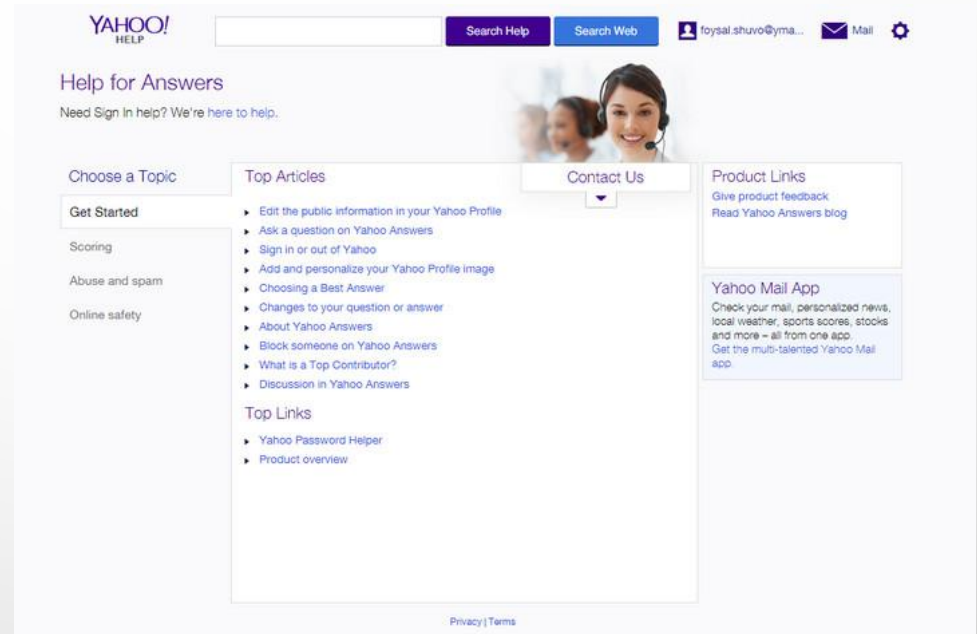 YAHOO!
HELP
Search Help
Search Web
foysal.shuvo@yma...
Mail
Help for Answers
Need Sign In help? We're here to help.
Choose a Topic
Get Started
Scoring
Abuse and spam
Online safety
Top Articles
Edit the public information in your Yahoo Profile
Ask a question on Yahoo Answers
Sign in or out of Yahoo
Add and personalize your Yahoo Profile image
Choosing a Best Answer
Changes to your question or answer
About Yahoo Answers
Block someone on Yahoo Answers
What is a Top Contributor?
Discussion in Yahoo Answers
Top Links
Yahoo Password Helper
Product overview
Contact Us
Product Links
Give product feedback
Read Yahoo Answers blog
Yahoo Mail App
Check your mail, personalized news,
local weather, sports scores, stocks
and more – all from one app.
Get the multi-talented Yahoo Mail
app.
Privacy | Terms